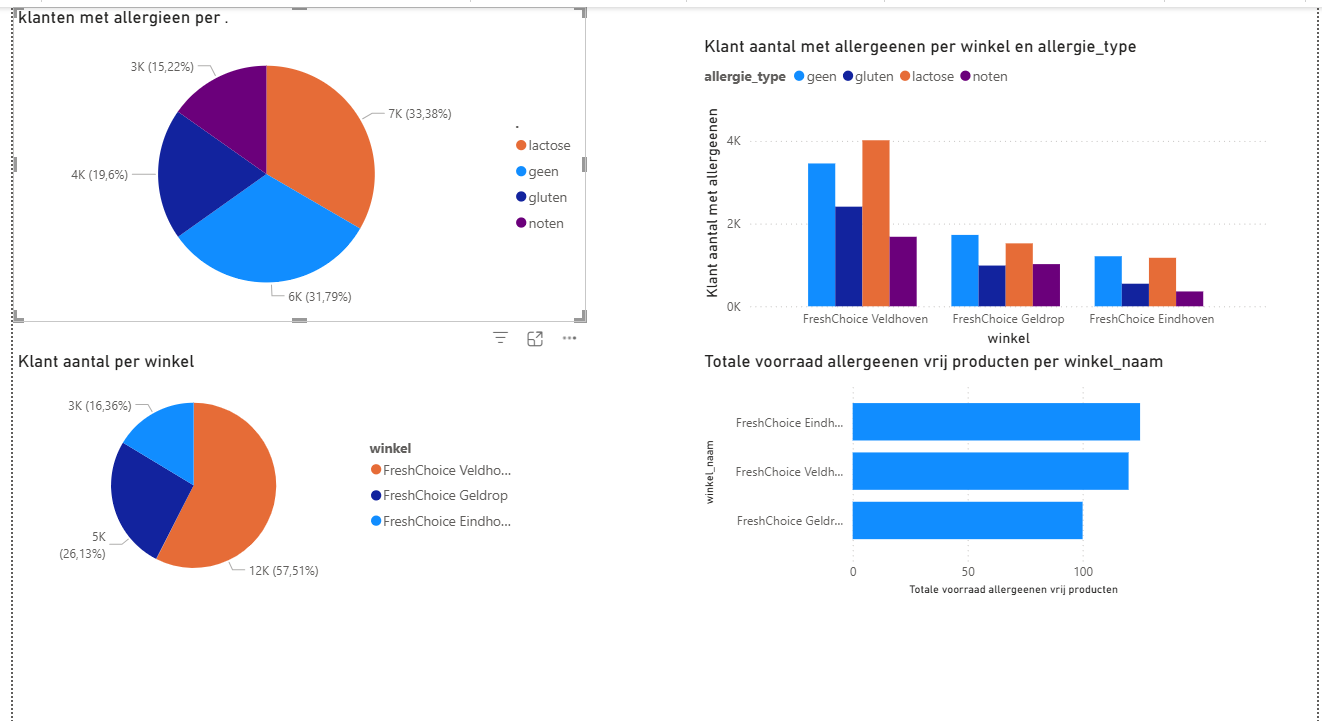 klanten met allergieen per .
3K (15,22%)
7K (33,38%)
4K (19,6%)
6K (31,79%)
.
lactose
geen
gluten
noten
Klant aantal met allergeenen per winkel en allergie_type
allergie_type geen gluten lactose noten
Klant aantal met allergeenen
4K
2K
0K
FreshChoice Veldhoven FreshChoice Geldrop FreshChoice Eindhoven
winkel
Klant aantal per winkel
3K (16,36%)
5K
(26,13%)
12K (57,51%)
winkel
FreshChoice Veldho...
FreshChoice Geldrop
FreshChoice Eindho...
Totale voorraad allergeenen vrij producten per winkel_naam
winkel_naam
FreshChoice Eindh...
FreshChoice Veldh...
FreshChoice Geldr...
0 50 100
Totale voorraad allergeenen vrij producten